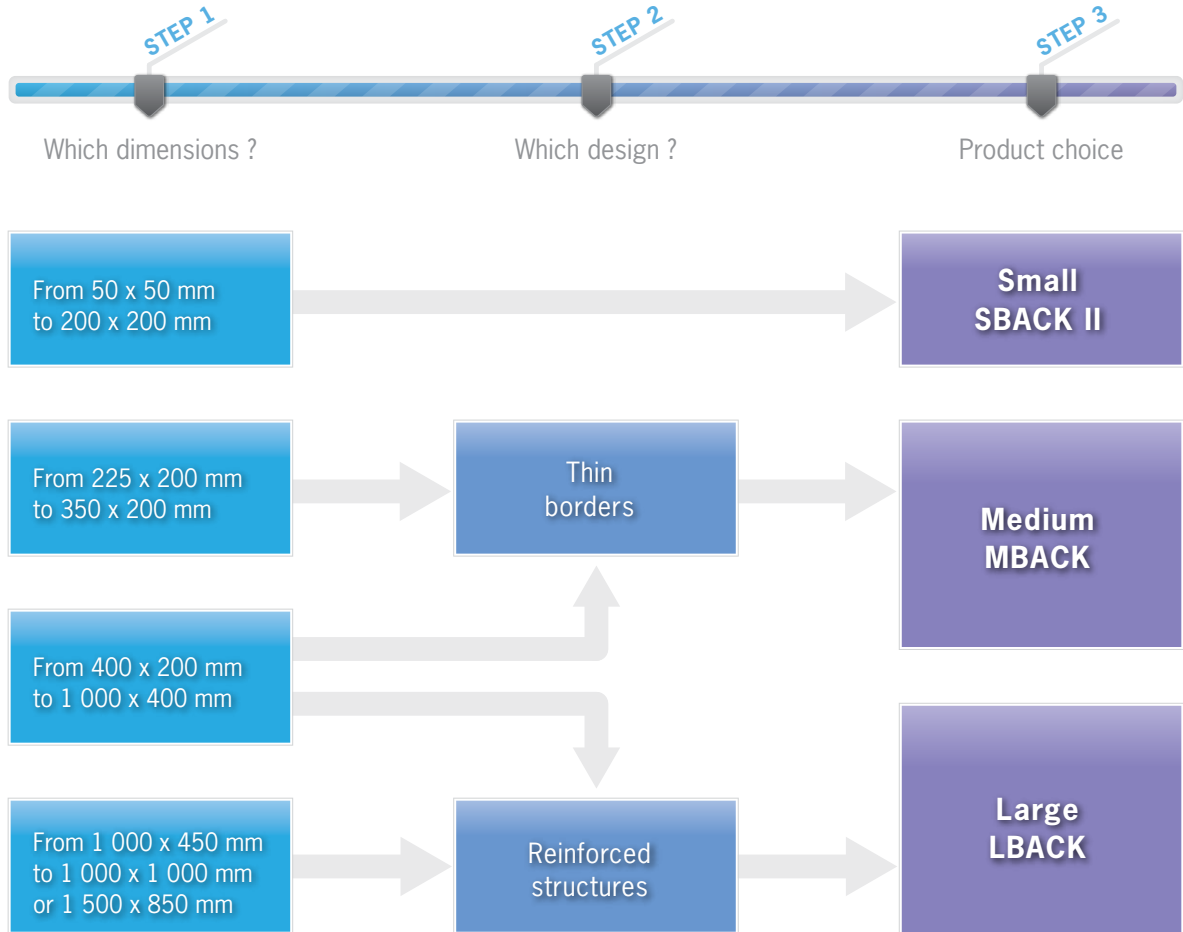 STEP 1
STEP 2
STEP 3
Which dimensions ?
Which design ?
Product choice
From 50 x 50 mm
to 200 x 200 mm
Small
SBACK II
From 225 x 200 mm
to 350 x 200 mm
Thin
borders
Medium
MBACK
From 400 x 200 mm
to 1 000 x 400 mm
From 1 000 x 450 mm
to 1 000 x 1 000 mm
or 1 500 x 850 mm
Reinforced
structures
Large
LBACK